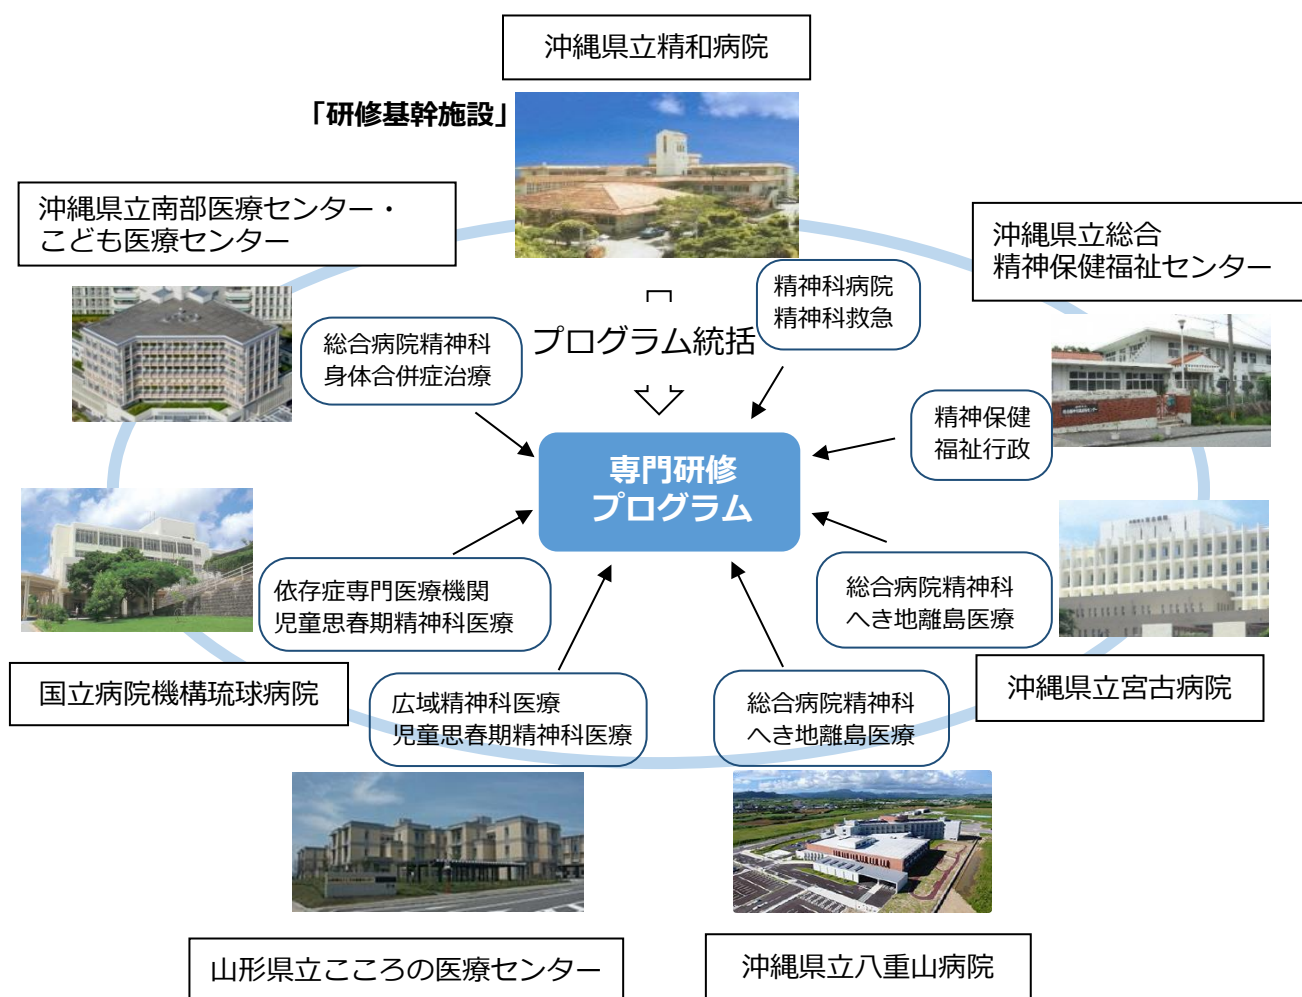 沖縄県立精和病院
「研修基幹施設」
沖縄県立南部医療センター・
こども医療センター
沖縄県立総合
精神保健福祉センター
精神科病院
精神科救急
プログラム統括
総合病院精神科
身体合併症治療
精神保健
福祉行政
専門研修
プログラム
依存症専門医療機関
児童思春期精神科医療
総合病院精神科
へき地離島医療
国立病院機構琉球病院
沖縄県立宮古病院
広域精神科医療
児童思春期精神科医療
総合病院精神科
へき地離島医療
山形県立こころの医療センター
沖縄県立八重山病院